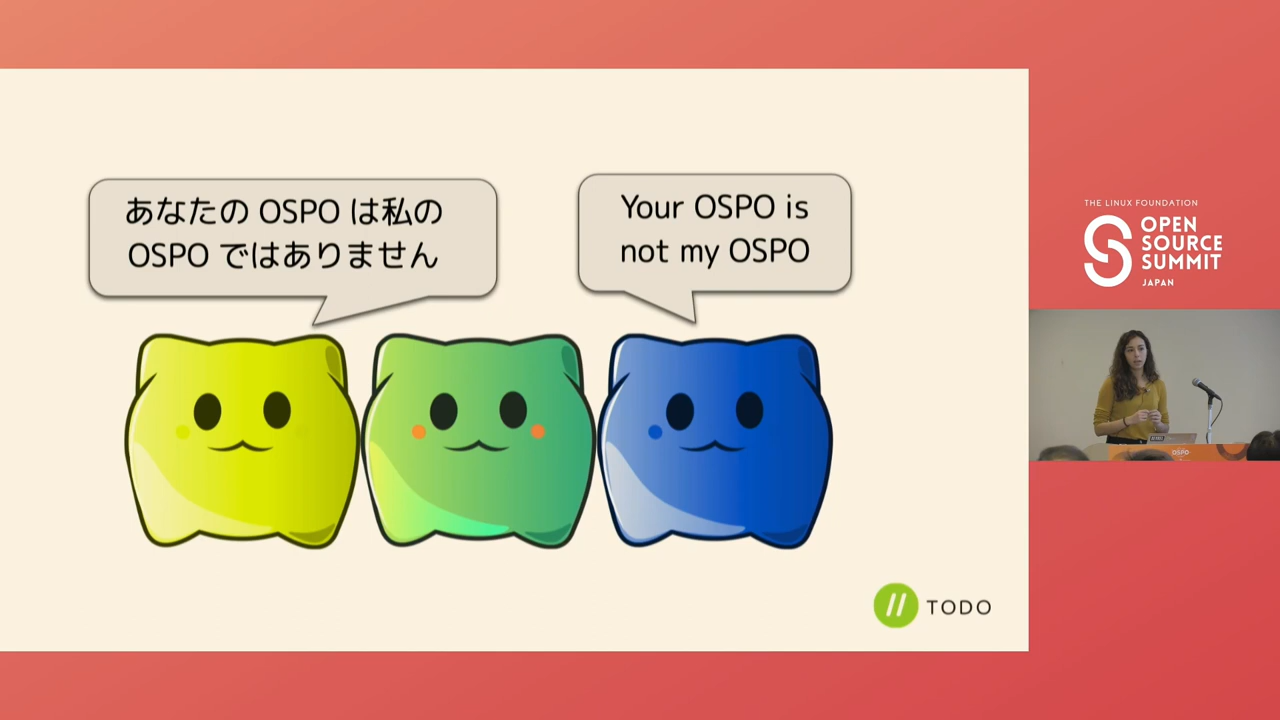 あなたの OSPO は私の
OSPO ではありません
Your OSPO is
not my OSPO
TODO
THE LINUX FOUNDATION
OPEN
SOURCE
SUMMIT
JAPAN
OSPO